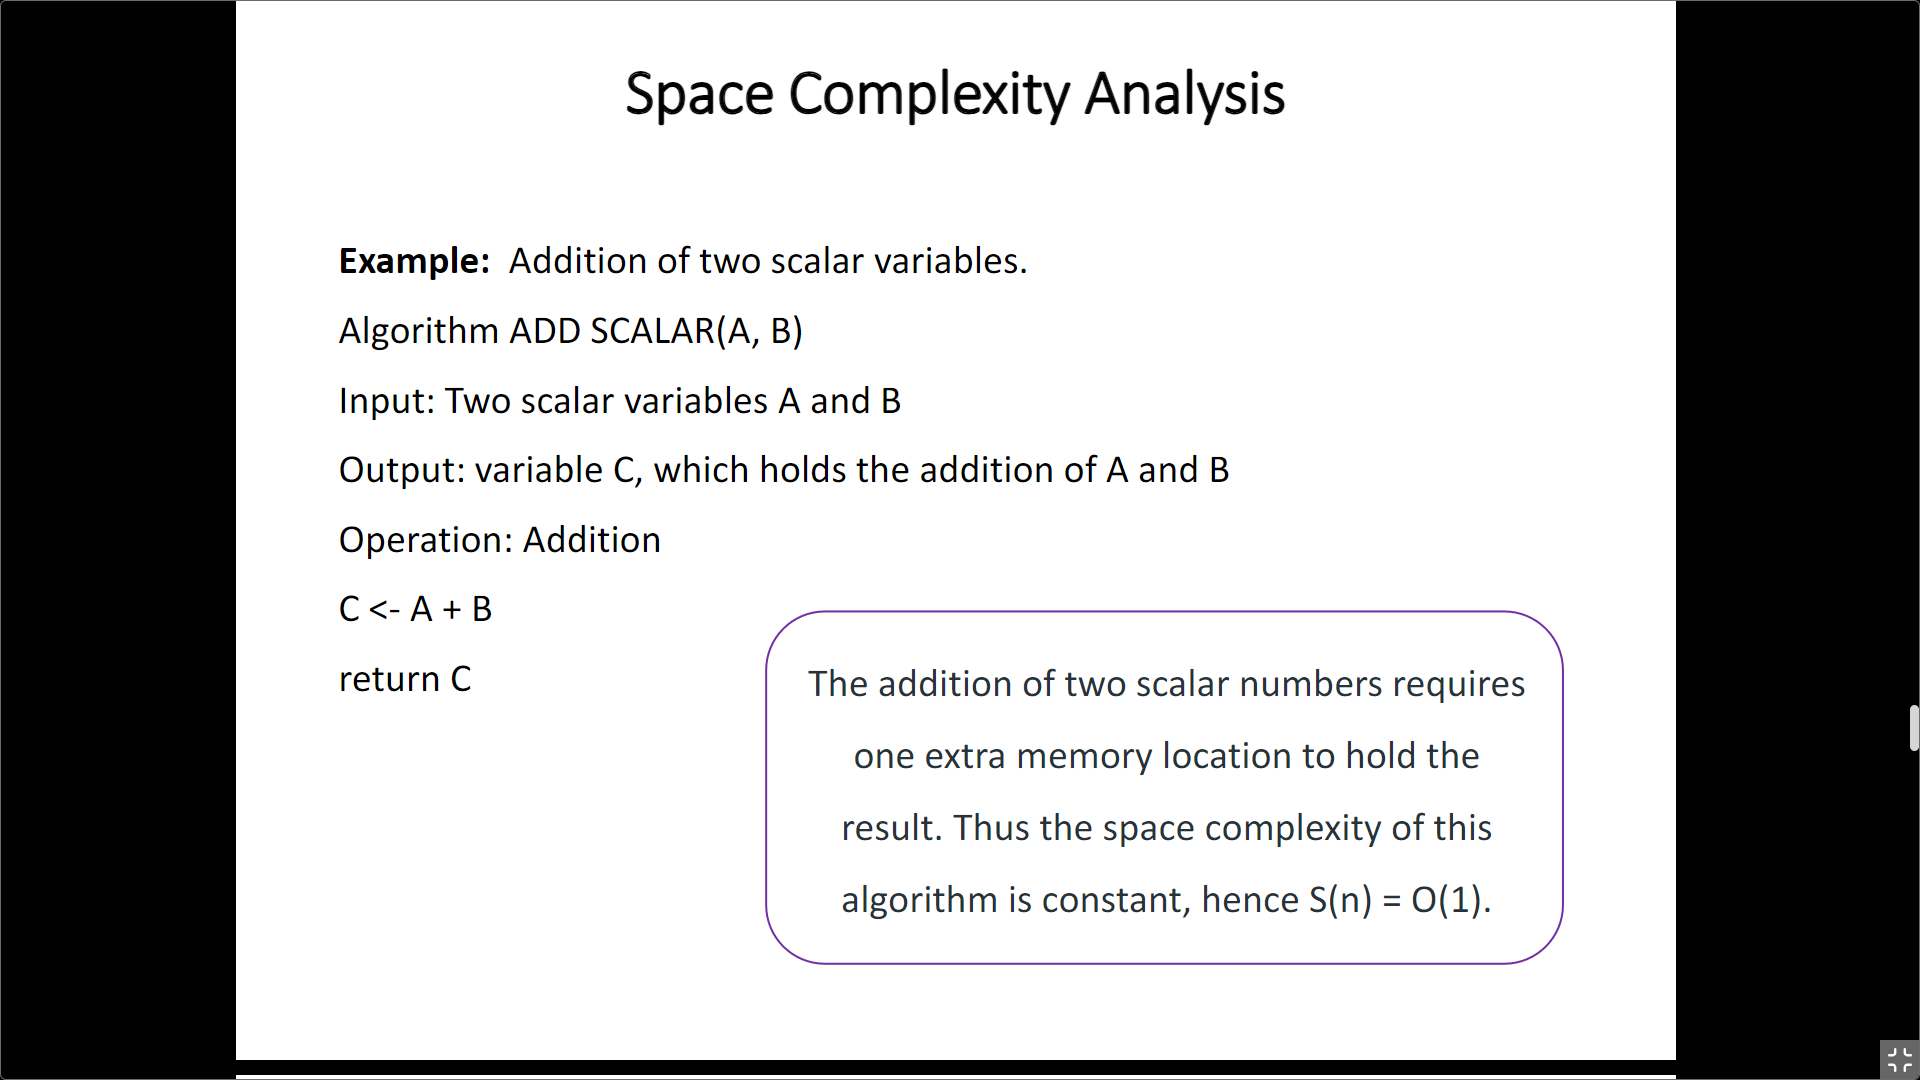 Space Complexity Analysis
Example: Addition of two scalar variables.
Algorithm ADD SCALAR(A, B)
Input: Two scalar variables A and B
Output: variable C, which holds the addition of A and B
Operation: Addition
C <- A + B
return C
The addition of two scalar numbers requires
one extra memory location to hold the
result. Thus the space complexity of this
algorithm is constant, hence S(n) = O(1).